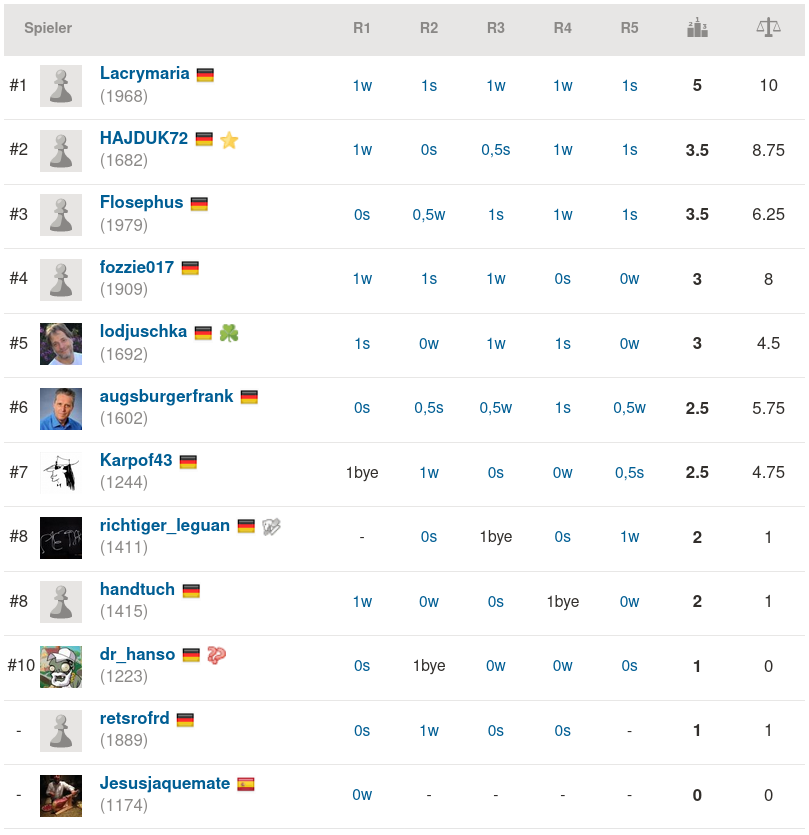 Spieler R1 R2 R3 R4 R5
#1 Lacrymaria (1968) 1w 1s 1w 1w 1s 5 10
#2 HAJDUK72 (1682) 1w 0s 0,5s 1w 1s 3.5 8.75
#3 Flosephus (1979) 0s 0,5w 1s 1w 1s 3.5 6.25
#4 fozzie017 (1909) 1w 1s 1w 0s 0w 3 8
#5 lodjuschka (1692) 1s 0w 1w 1s 0w 3 4.5
#6 augsburgerfrank (1602) 0s 0,5s 0,5w 1s 0,5w 2.5 5.75
#7 Karpof43 (1244) 1bye 1w 0s 0w 0,5s 2.5 4.75
#8 richtiger_leguan (1411) - 0s 1bye 0s 1w 2 1
#8 handtuch (1415) 1w 0w 0s 1bye 0w 2 1
#10 dr_hanso (1223) 0s 1bye 0w 0w 0s 1 0
- retsrofrd (1889) 0s 1w 0s 0s - 1 1
- Jesusjaquemate (1174) 0w - - - - 0 0